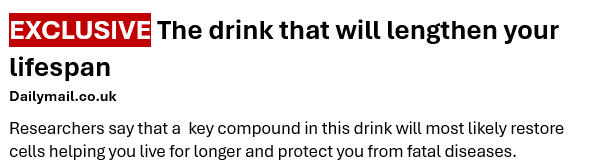 EXCLUSIVE The drink that will lengthen your
lifespan
Dailymail.co.uk
Researchers say that a  key compound in this drink will most likely restore
cells helping you live for longer and protect you from fatal diseases.